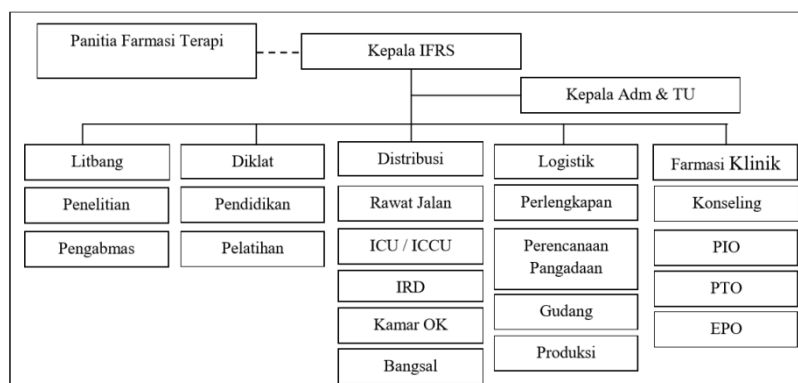 Panitia Farmasi Terapi
Kepala IFRS
Kepala Adm & TU
Litbang
Diklat
Distribusi
Logistik
Farmasi Klinik
Penelitian
Pendidikan
Rawat Jalan
Perlengkapan
Konseling
Pengabmas
Pelatihan
ICU / ICCU
Perencanaan
Pangadaan
PIO
IRD
PTO
Gudang
Kamar OK
EPO
Produksi
Bangsal